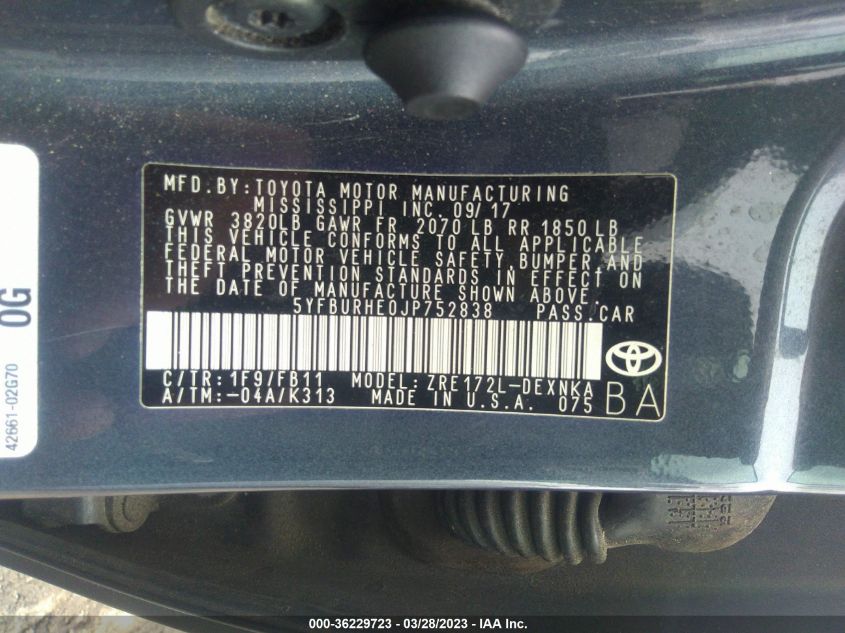 MFD. BY: TOYOTA MOTOR MANUFACTURING
MISSISSIPPI INC. 09/17
GVWR 3820LB GAWR FR 2070 LB RR 1850 LB
THIS VEHICLE CONFORMS TO ALL APPLICABLE
FEDERAL MOTOR VEHICLE SAFETY, BUMPER, AND
THEFT PREVENTION STANDARDS IN EFFECT ON
THE DATE OF MANUFACTURE SHOWN ABOVE.
5YFBURHE0JP752838 PASS.CAR
C/TR: 1F9/FB11 MODEL: ZRE172L-DEXNKA
A/TM: -04A/K313 MADE IN U.S.A. 075
BA
0G
42661-02G70
000-36229723 - 03/28/2023 - IAA Inc.